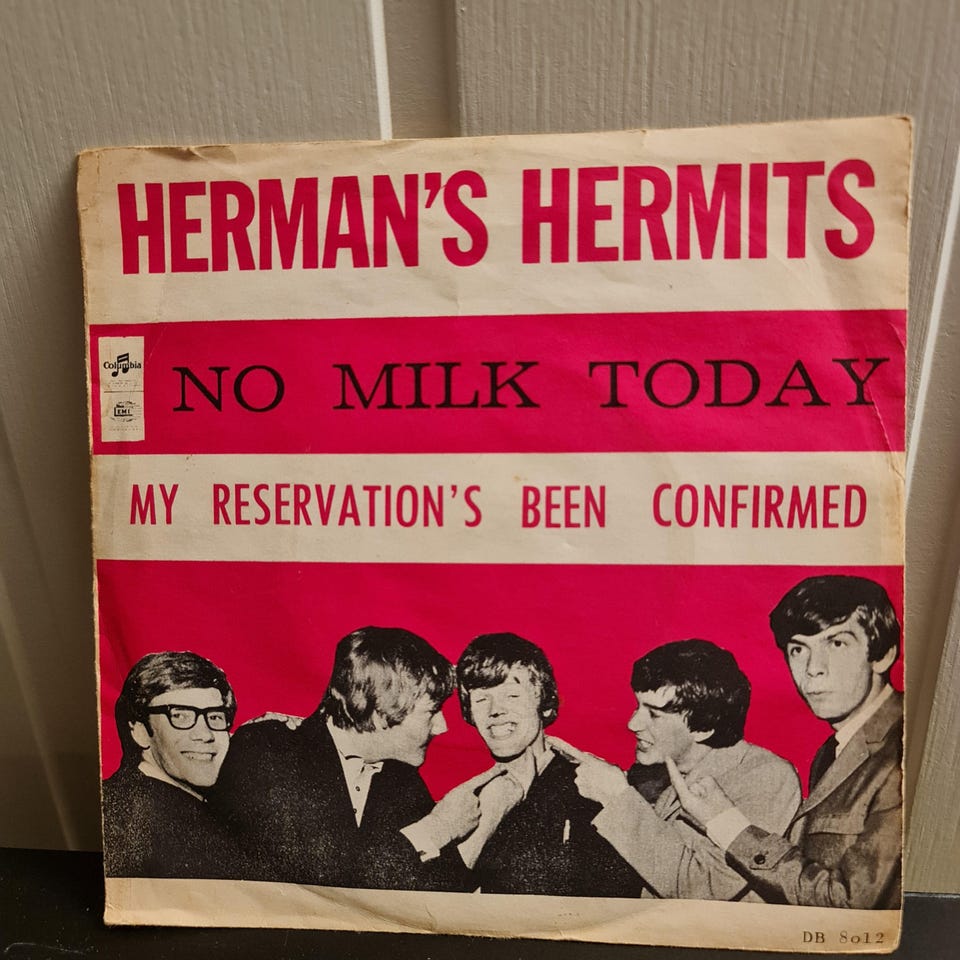 HERMAN'S HERMITS
Columbia
EMI
NO MILK TODAY
MY RESERVATION'S BEEN CONFIRMED
DB 8012